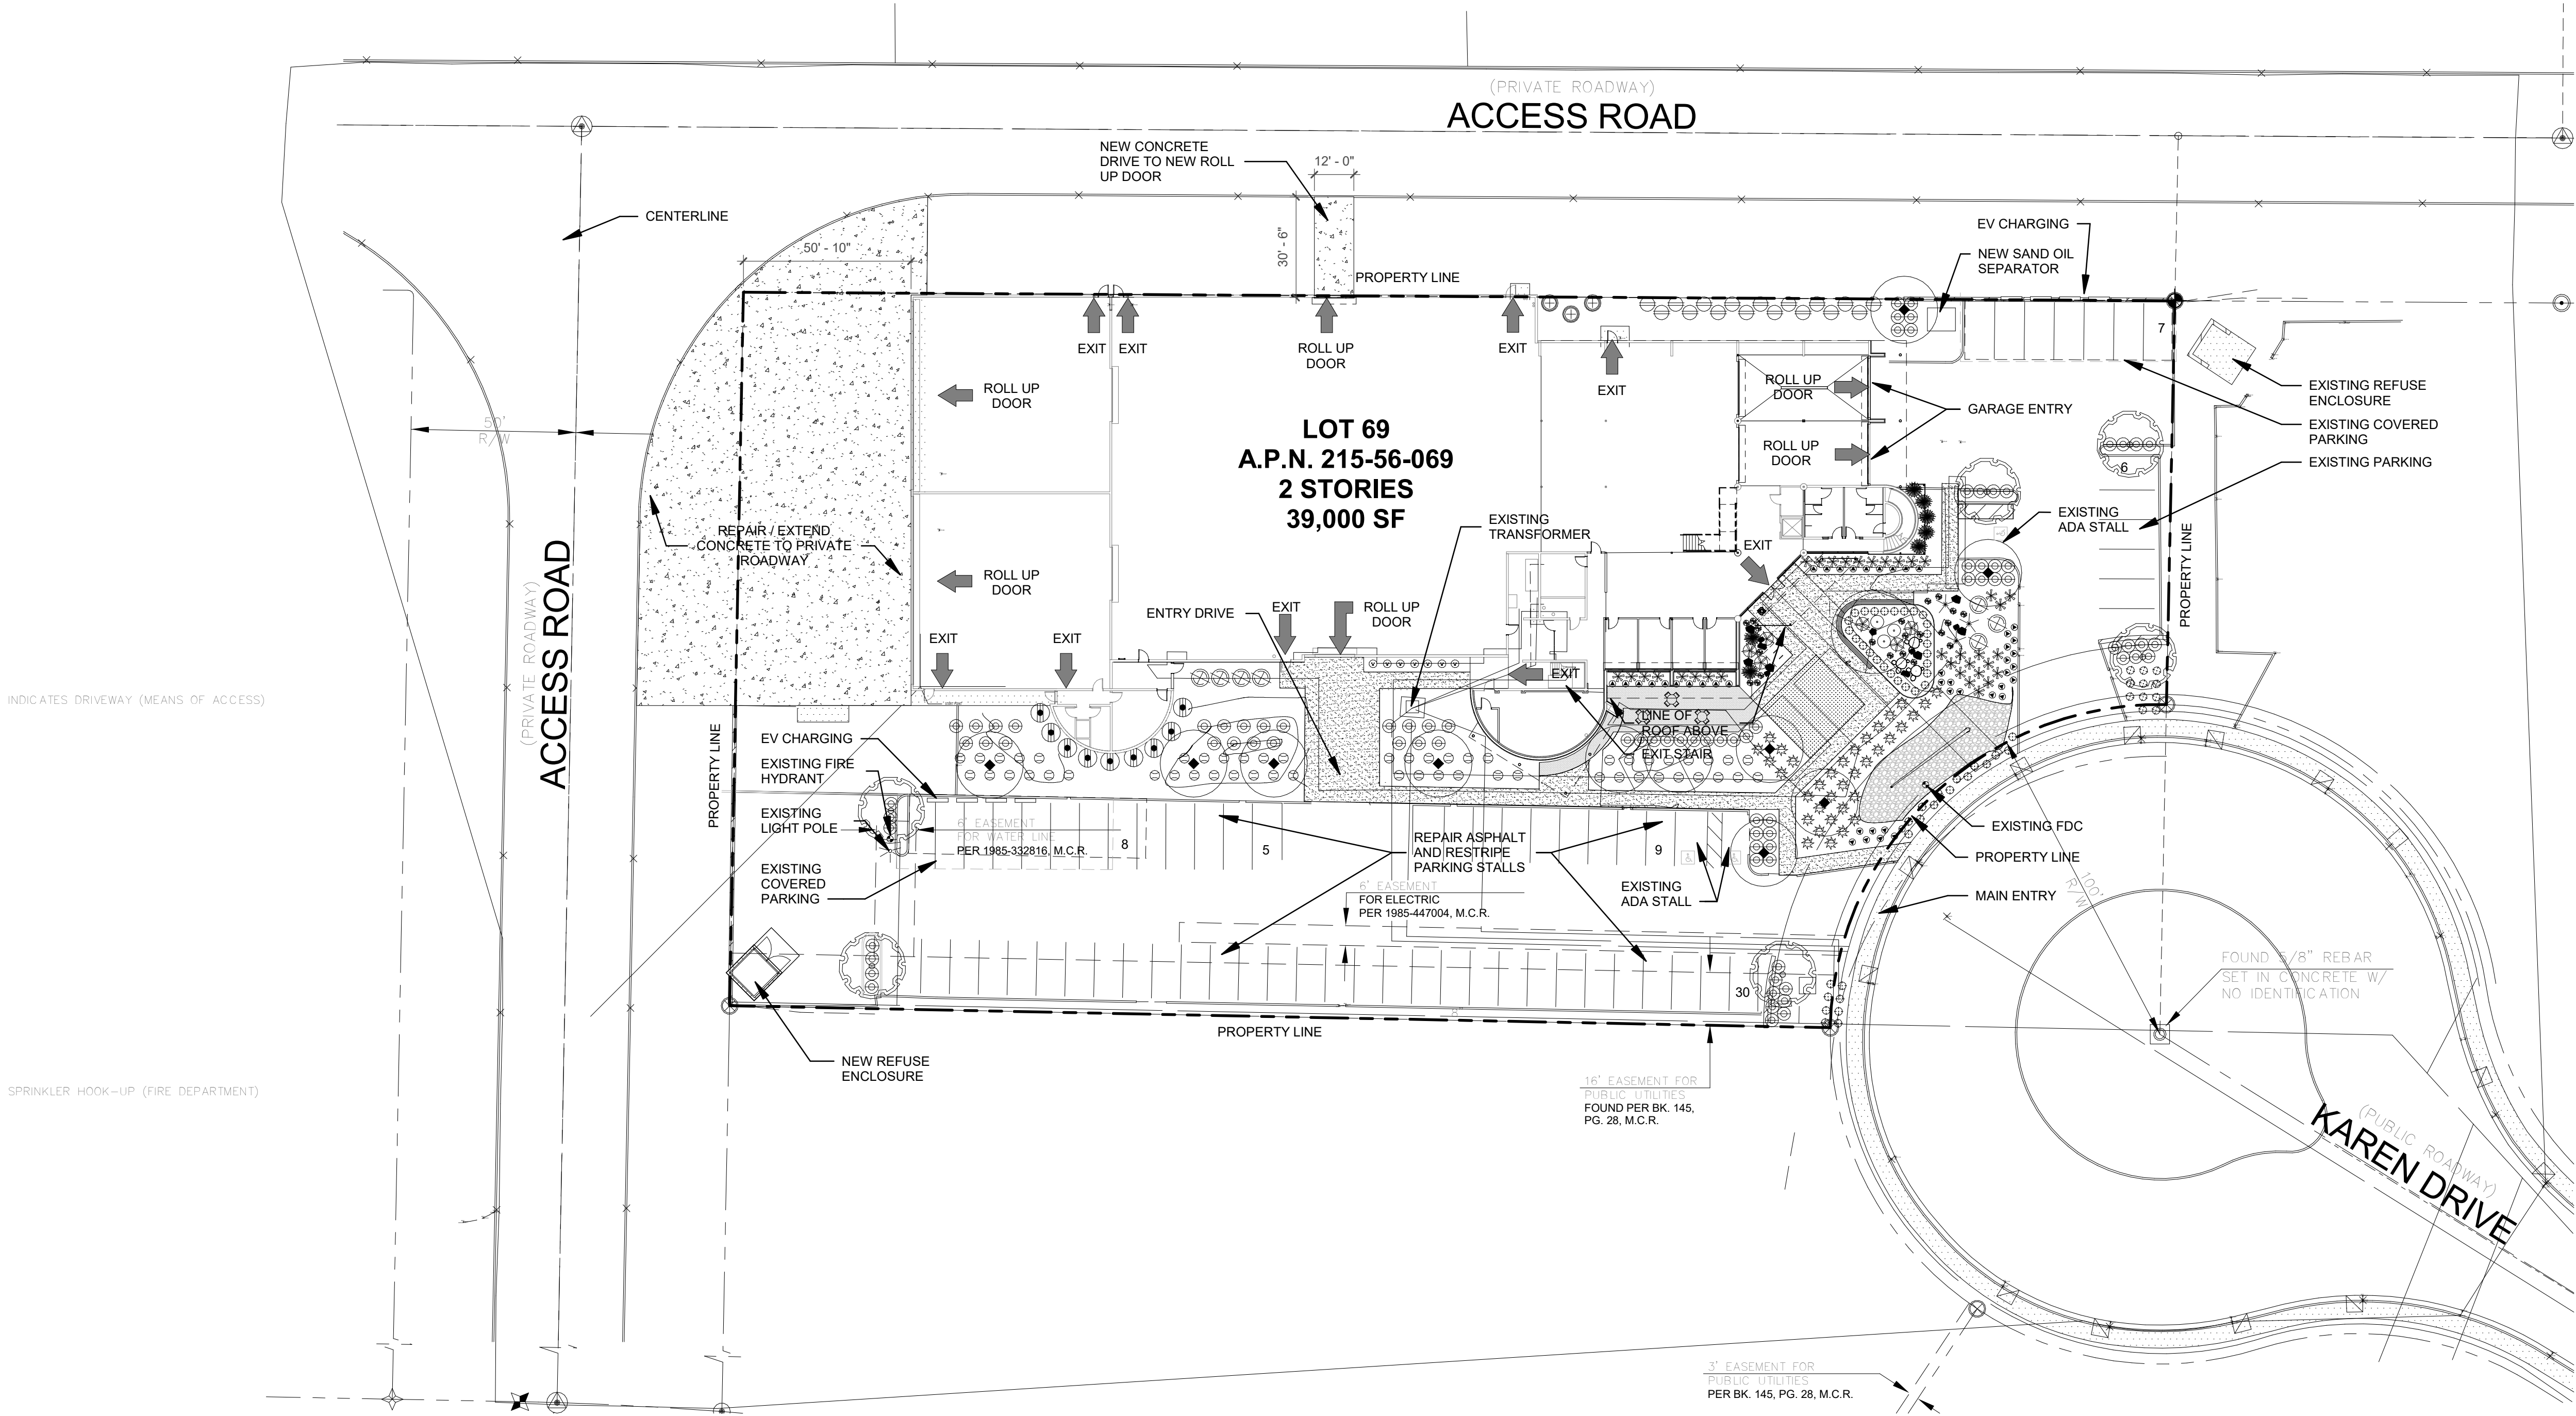 (PRIVATE ROADWAY)
ACCESS ROAD
NEW CONCRETE
DRIVE TO NEW ROLL
UP DOOR
12' - 0"
CENTERLINE
EV CHARGING
50' - 10"
30' - 6"
NEW SAND OIL
SEPARATOR
PROPERTY LINE
7
EXIT
EXIT
ROLL UP
DOOR
EXIT
EXIT
ROLL UP
DOOR
ROLL UP
DOOR
EXISTING REFUSE
ENCLOSURE
GARAGE ENTRY
EXISTING COVERED
PARKING
50'
R/W
LOT 69
A.P.N. 215-56-069
2 STORIES
39,000 SF
ROLL UP
DOOR
6
EXISTING PARKING
EXISTING
TRANSFORMER
EXISTING
ADA STALL
REPAIR / EXTEND
CONCRETE TO PRIVATE
ROADWAY
EXIT
PROPERTY LINE
(PRIVATE ROADWAY)
ACCESS ROAD
ROLL UP
DOOR
ENTRY DRIVE
EXIT
ROLL UP
DOOR
EXIT
EXIT
EXIT
INDICATES DRIVEWAY (MEANS OF ACCESS)
LINE OF
ROOF ABOVE
EXIT STAIR
PROPERTY LINE
EV CHARGING
EXISTING FIRE
HYDRANT
EXISTING
LIGHT POLE
6' EASEMENT
FOR WATER LINE
PER 1985-332816, M.C.R.
8
5
REPAIR ASPHALT
AND RESTRIPE
PARKING STALLS
9
EXISTING FDC
PROPERTY LINE
EXISTING
COVERED
PARKING
6' EASEMENT
FOR ELECTRIC
PER 1985-447004, M.C.R.
EXISTING
ADA STALL
MAIN ENTRY
100'
R/W
FOUND 5/8" REBAR
SET IN CONCRETE W/
NO IDENTIFICATION
30
8"
PROPERTY LINE
NEW REFUSE
ENCLOSURE
SPRINKLER HOOK-UP (FIRE DEPARTMENT)
16' EASEMENT FOR
PUBLIC UTILITIES
FOUND PER BK. 145,
PG. 28, M.C.R.
(PUBLIC ROADWAY)
KAREN DRIVE
3' EASEMENT FOR
PUBLIC UTILITIES
PER BK. 145, PG. 28, M.C.R.